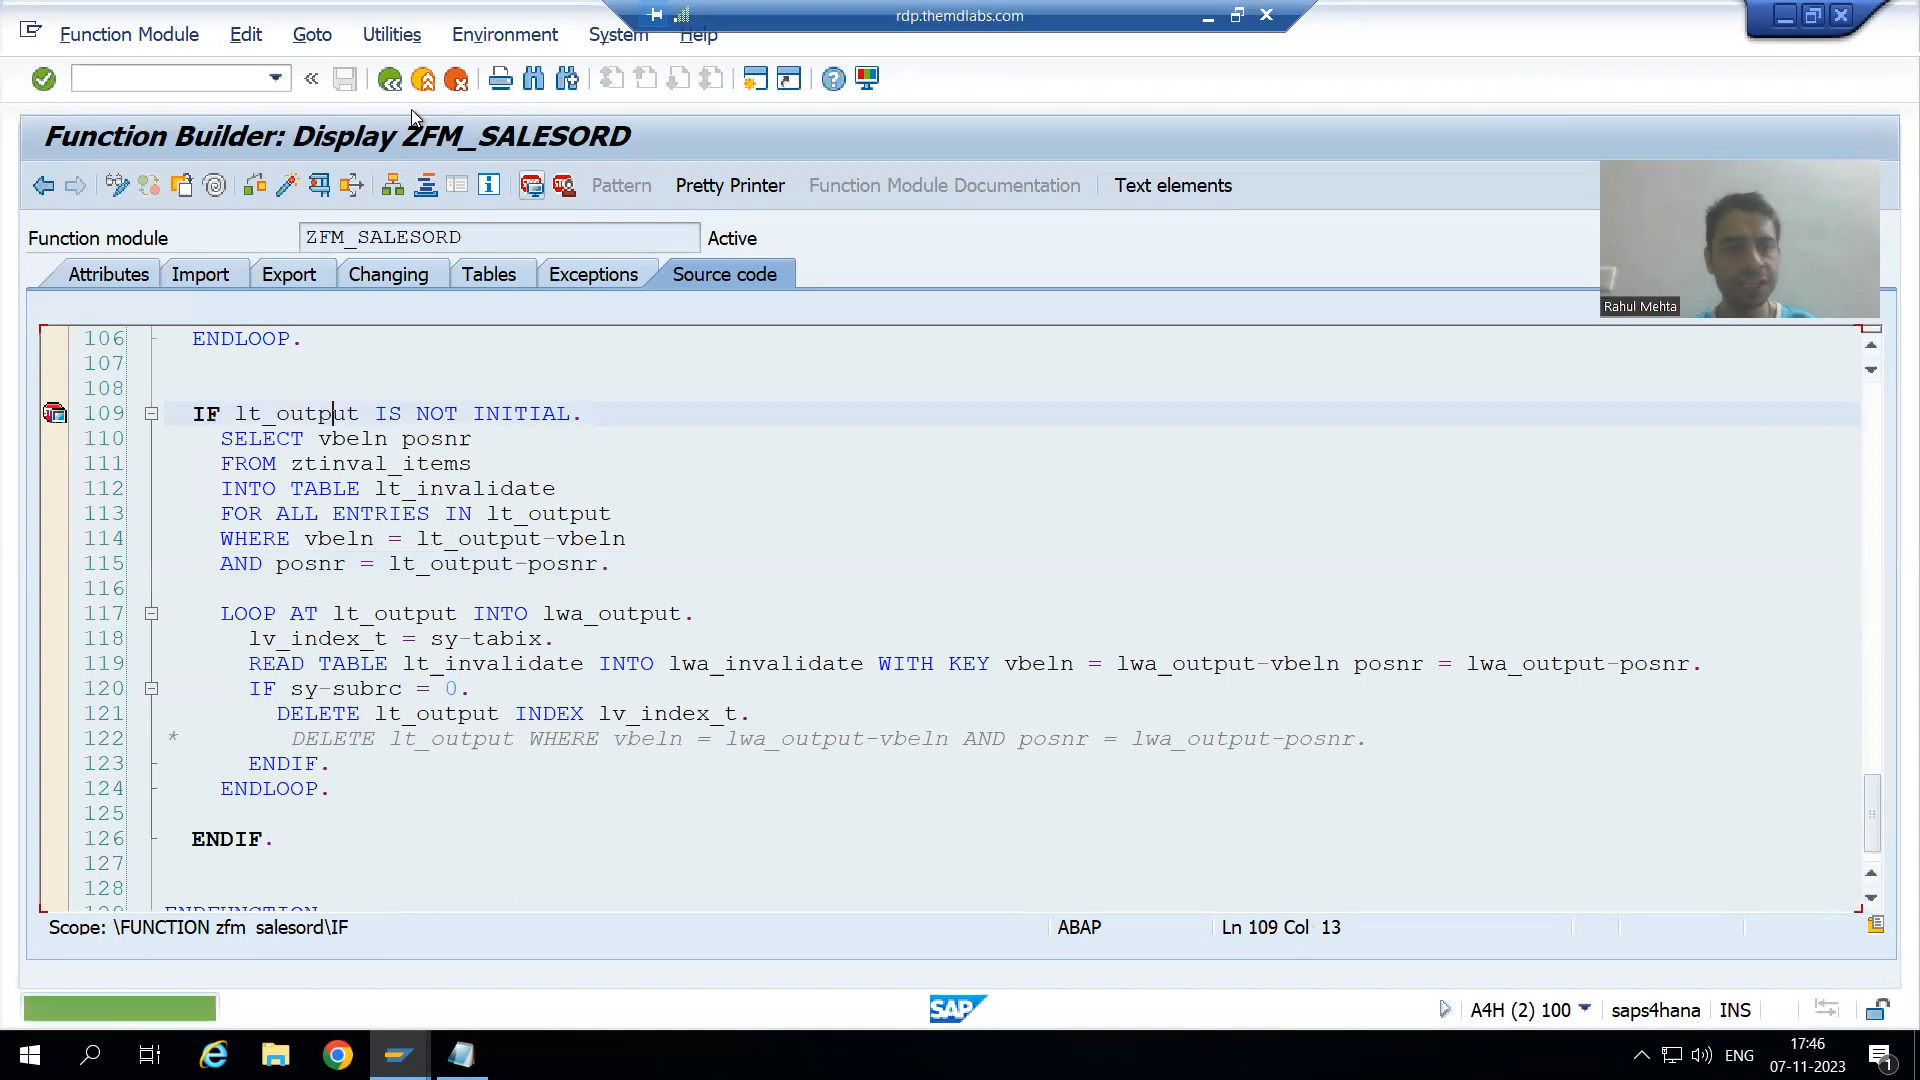 rdp.themdlabs.com
Function Module Edit Goto Utilities Environment System Help
Function Builder: Display ZFM_SALESORD
Pattern Pretty Printer Function Module Documentation Text elements
Function module ZFM_SALESORD Active
Attributes Import Export Changing Tables Exceptions Source code
Rahul Mehta
106 ENDLOOP.
107
108
109 IF lt_output IS NOT INITIAL.
110 SELECT vbeln posnr
111 FROM ztinval_items
112 INTO TABLE lt_invalidate
113 FOR ALL ENTRIES IN lt_output
114 WHERE vbeln = lt_output-vbeln
115 AND posnr = lt_output-posnr.
116
117 LOOP AT lt_output INTO lwa_output.
118 lv_index_t = sy-tabix.
119 READ TABLE lt_invalidate INTO lwa_invalidate WITH KEY vbeln = lwa_output-vbeln posnr = lwa_output-posnr.
120 IF sy-subrc = 0.
121 DELETE lt_output INDEX lv_index_t.
122 * DELETE lt_output WHERE vbeln = lwa_output-vbeln AND posnr = lwa_output-posnr.
123 ENDIF.
124 ENDLOOP.
125
126 ENDIF.
127
128
129 ENDFUNCTION
Scope: \FUNCTION zfm_salesord\IF ABAP Ln 109 Col 13
SAP A4H (2) 100 saps4hana INS
ENG 17:46
07-11-2023
1